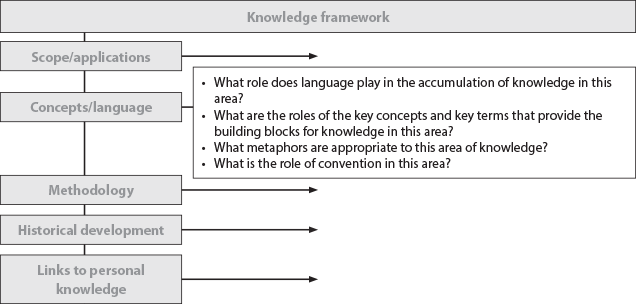 Knowledge framework
Scope/applications
Concepts/language
• What role does language play in the accumulation of knowledge in this
area?
• What are the roles of the key concepts and key terms that provide the
building blocks for knowledge in this area?
• What metaphors are appropriate to this area of knowledge?
• What is the role of convention in this area?
Methodology
Historical development
Links to personal
knowledge